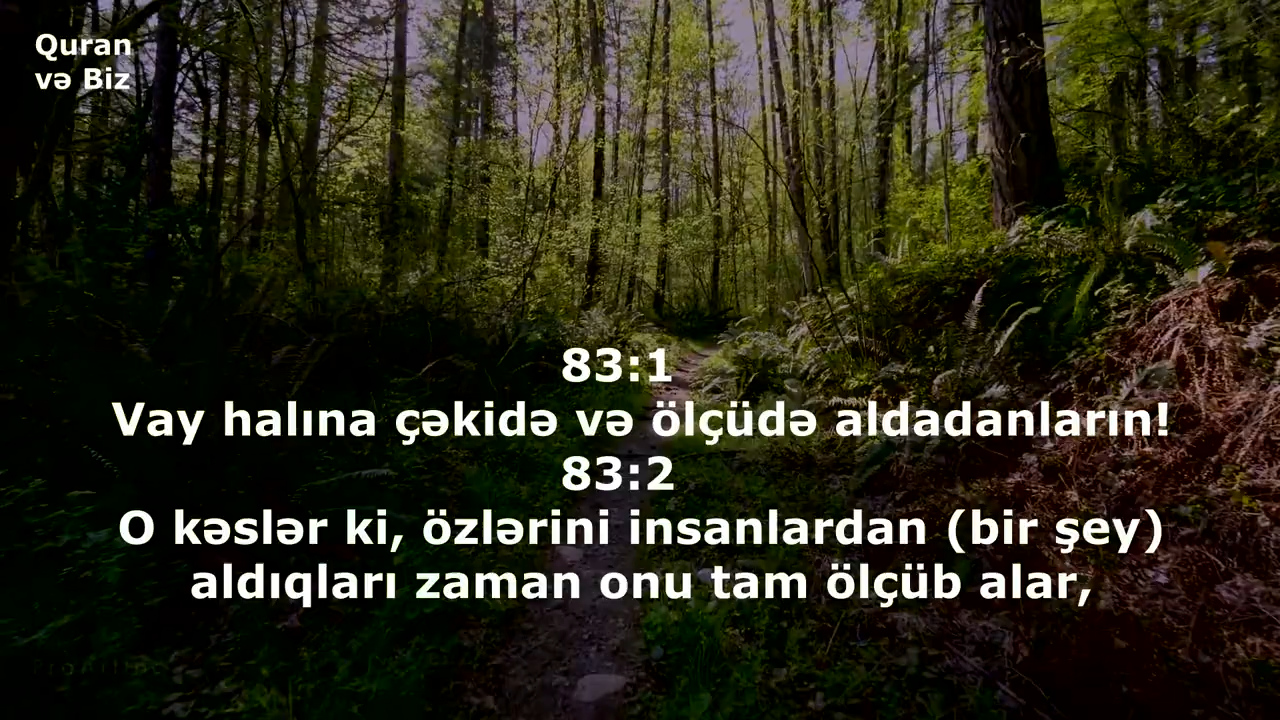 Quran
və Biz
83:1
Vay halına çəkidə və ölçüdə aldadanların!
83:2
O kəslər ki, özlərini insanlardan (bir şey)
aldıqları zaman onu tam ölçüb alar,